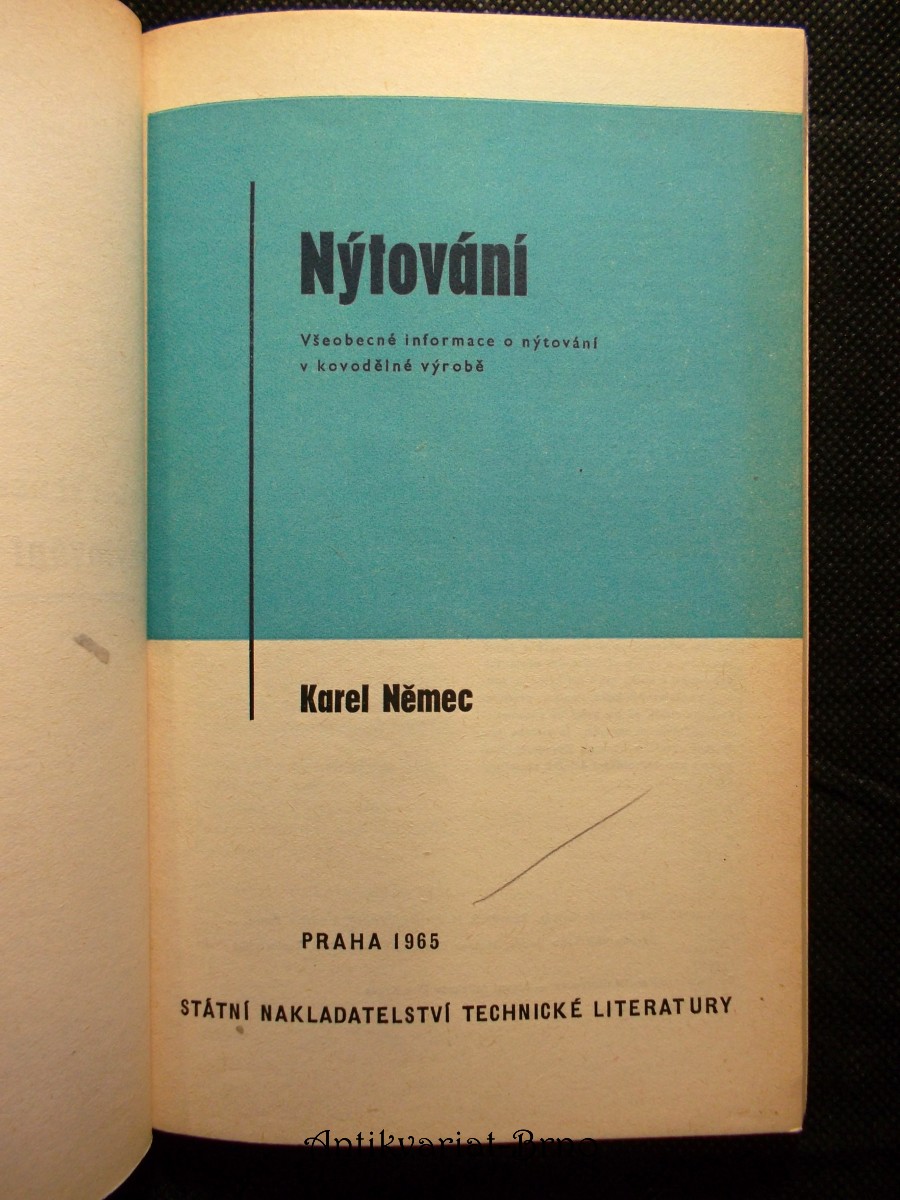 Nýtování
Všeobecné informace o nýtování
v kovodělné výrobě
Karel Němec
PRAHA 1965
STÁTNÍ NAKLADATELSTVÍ TECHNICKÉ LITERATURY
Antikvariat Brno